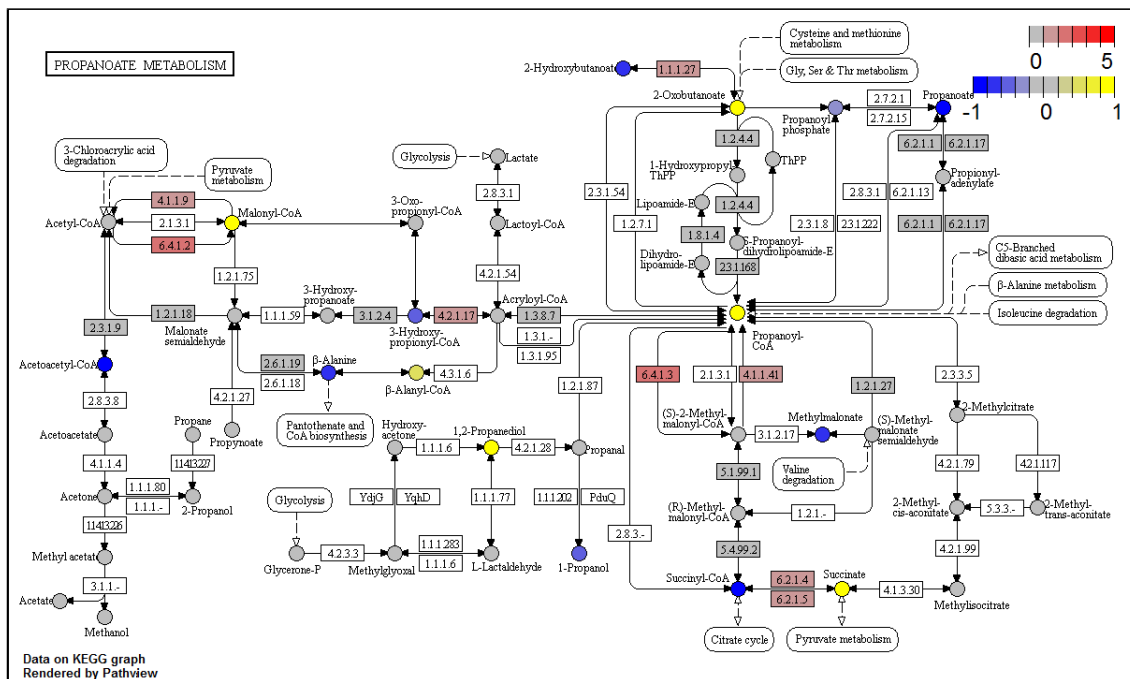 PROPANOATE METABOLISM
Cysteine and methionine
metabolism
Gly, Ser & Thr metabolism
0
5
-1
0
1
2-Hydroxybutanoate
1.1.1.27
2-Oxobutanoate
Propanoyl
phosphate
2.7.2.1
2.7.2.15
Propanoate
3-Chloroacrylic acid
degradation
Pyruvate
metabolism
Glycolysis
Lactate
1.2.4.4
1-Hydroxypropyl-
ThPP
ThPP
6.2.1.1
6.2.1.17
Propionyl-
adenylate
4.1.1.9
Acetyl-CoA
2.1.3.1
Malonyl-CoA
6.4.1.2
3-Oxo-
propionyl-CoA
2.8.3.1
Lactoyl-CoA
2.3.1.54
1.2.7.1
Lipoamide-E
1.2.4.4
1.8.1.4
S-Propanoyl-
dihydrolipoamide-E
Dihydro-
lipoamide-E
2.3.1.168
2.3.1.8
2.3.1.222
2.8.3.1
6.2.1.13
6.2.1.1
6.2.1.17
C5-Branched
dibasic acid metabolism
β-Alanine metabolism
Isoleucine degradation
1.2.1.75
4.2.1.54
1.2.1.18
Malonate
semialdehyde
1.1.1.59
3-Hydroxy-
propanoate
3.1.2.4
3-Hydroxy-
propionyl-CoA
4.2.1.17
Acryloyl-CoA
1.3.8.7
1.3.1.-
1.3.1.95
Propanoyl-
CoA
2.3.1.9
Acetoacetyl-CoA
2.6.1.19
2.6.1.18
β-Alanine
β-Alanyl-CoA
4.3.1.6
1.2.1.87
6.4.1.3
2.1.3.1
4.1.1.41
1.2.1.27
2.3.3.5
2.8.3.8
4.2.1.27
Pantothenate and
CoA biosynthesis
Acetoacetate
Propane
Propynoate
Hydroxy-
acetone
1.1.1.6
1,2-Propanediol
4.2.1.28
Propanal
(S)-2-Methyl-
malonyl-CoA
3.1.2.17
Methylmalonate
(S)-Methyl-
malonate
semialdehyde
2-Methylcitrate
4.1.1.4
1.14.13.227
Acetone
1.1.1.80
1.1.1.-
2-Propanol
Glycolysis
YdjG
YqhD
1.1.1.77
1.1.1.202
PduQ
5.1.99.1
Valine
degradation
4.2.1.79
4.2.1.117
1.14.13.226
(R)-Methyl-
malonyl-CoA
1.2.1.-
2-Methyl-
cis-aconitate
5.3.3.-
2-Methyl-
trans-aconitate
Methyl acetate
Glycerone-P
4.2.3.3
Methylglyoxal
1.1.1.283
1.1.1.6
L-Lactaldehyde
1-Propanol
2.8.3.-
5.4.99.2
4.2.1.99
3.1.1.-
Acetate
Methanol
Succinyl-CoA
6.2.1.4
6.2.1.5
Succinate
4.1.3.30
Methylisocitrate
Citrate cycle
Pyruvate metabolism
Data on KEGG graph
Rendered by Pathview